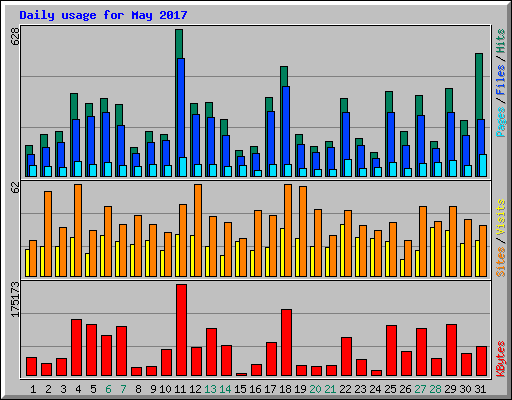 Daily usage for May 2017
628
Pages / Files / Hits
62
Sites / Visits
175173
KBytes
1 2 3 4 5 6 7 8 9 10 11 12 13 14 15 16 17 18 19 20 21 22 23 24 25 26 27 28 29 30 31